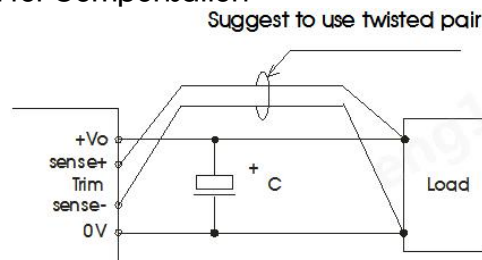 Suggest to use twisted pair
+Vo
sense+
Trim
sense-
0V
+
C
Load